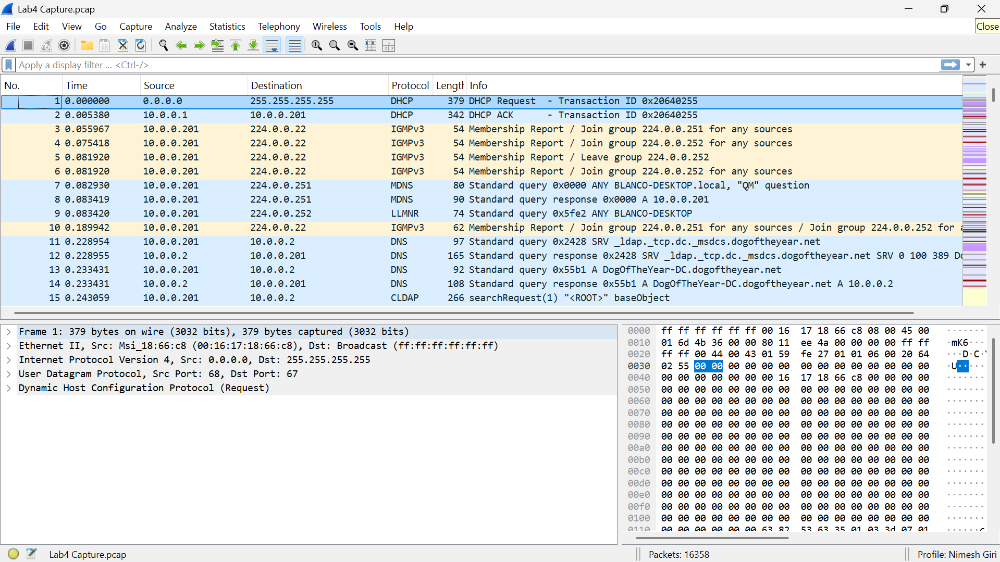 Lab4 Capture.pcap
File Edit View Go Capture Analyze Statistics Telephony Wireless Tools Help
Close
Apply a display filter ... <Ctrl-/>
No. Time Source Destination Protocol Length Info
1 0.000000 0.0.0.0 255.255.255.255 DHCP 379 DHCP Request - Transaction ID 0x20640255
2 0.005380 10.0.0.1 10.0.0.201 DHCP 342 DHCP ACK - Transaction ID 0x20640255
3 0.055967 10.0.0.201 224.0.0.22 IGMPv3 54 Membership Report / Join group 224.0.0.251 for any sources
4 0.075418 10.0.0.201 224.0.0.22 IGMPv3 54 Membership Report / Join group 224.0.0.252 for any sources
5 0.081920 10.0.0.201 224.0.0.22 IGMPv3 54 Membership Report / Leave group 224.0.0.252
6 0.081920 10.0.0.201 224.0.0.22 IGMPv3 54 Membership Report / Join group 224.0.0.252 for any sources
7 0.082930 10.0.0.201 224.0.0.251 MDNS 80 Standard query 0x0000 ANY BLANCO-DESKTOP.local, "QM" question
8 0.083419 10.0.0.201 224.0.0.251 MDNS 90 Standard query response 0x0000 A 10.0.0.201
9 0.083420 10.0.0.201 224.0.0.252 LLMNR 74 Standard query 0x5fe2 ANY BLANCO-DESKTOP
10 0.189942 10.0.0.201 224.0.0.22 IGMPv3 62 Membership Report / Join group 224.0.0.251 for any sources / Join group 224.0.0.252 for
11 0.228954 10.0.0.201 10.0.0.2 DNS 97 Standard query 0x2428 SRV _ldap._tcp.dc._msdcs.dogoftheyear.net
12 0.228955 10.0.0.2 10.0.0.201 DNS 165 Standard query response 0x2428 SRV _ldap._tcp.dc._msdcs.dogoftheyear.net SRV 0 100 389
13 0.233431 10.0.0.201 10.0.0.2 DNS 92 Standard query 0x55b1 A DogOfTheYear-DC.dogoftheyear.net
14 0.233431 10.0.0.2 10.0.0.201 DNS 108 Standard query response 0x55b1 A DogOfTheYear-DC.dogoftheyear.net A 10.0.0.2
15 0.243059 10.0.0.201 10.0.0.2 CLDAP 266 searchRequest(1) "<ROOT>" baseObject
Frame 1: 379 bytes on wire (3032 bits), 379 bytes captured (3032 bits)
Ethernet II, Src: Msi_18:66:c8 (00:16:17:18:66:c8), Dst: Broadcast (ff:ff:ff:ff:ff:ff)
Internet Protocol Version 4, Src: 0.0.0.0, Dst: 255.255.255.255
User Datagram Protocol, Src Port: 68, Dst Port: 67
Dynamic Host Configuration Protocol (Request)
0000 ff ff ff ff ff ff 00 16 17 18 66 c8 08 00 45 00 ·······
0010 01 6d 4b 36 00 00 80 11 ee 4a 00 00 00 00 ff ff ·mK6···
0020 ff ff 00 44 00 43 01 59 fe 27 01 01 06 00 20 64 ···D·C·
0030 02 55 00 00 00 00 00 00 00 00 00 00 00 00 00 00 ·U·····
0040 00 00 00 00 00 00 00 16 17 18 66 c8 00 00 00 00 ·······
0050 00 00 00 00 00 00 00 00 00 00 00 00 00 00 00 00 ·······
0060 00 00 00 00 00 00 00 00 00 00 00 00 00 00 00 00 ·······
0070 00 00 00 00 00 00 00 00 00 00 00 00 00 00 00 00 ·······
0080 00 00 00 00 00 00 00 00 00 00 00 00 00 00 00 00 ·······
0090 00 00 00 00 00 00 00 00 00 00 00 00 00 00 00 00 ·······
00a0 00 00 00 00 00 00 00 00 00 00 00 00 00 00 00 00 ·······
00b0 00 00 00 00 00 00 00 00 00 00 00 00 00 00 00 00 ·······
00c0 00 00 00 00 00 00 00 00 00 00 00 00 00 00 00 00 ·······
00d0 00 00 00 00 00 00 00 00 00 00 00 00 00 00 00 00 ·······
00e0 00 00 00 00 00 00 00 00 00 00 00 00 00 00 00 00 ·······
00f0 00 00 00 00 00 00 00 00 00 00 00 00 00 00 00 00 ·······
0100 00 00 00 00 00 00 00 00 00 00 00 00 00 00 00 00 ·······
0110 00 00 00 00 00 00 63 82 53 63 35 01 03 3d 07 01 ······c
Lab4 Capture.pcap Packets: 16358 Profile: Nimesh Giri